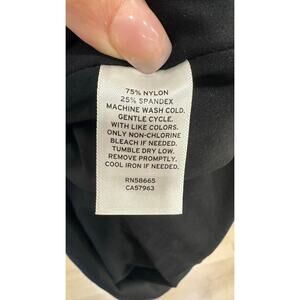 75% NYLON
25% SPANDEX
MACHINE WASH COLD.
GENTLE CYCLE.
WITH LIKE COLORS.
ONLY NON-CHLORINE
BLEACH IF NEEDED.
TUMBLE DRY LOW.
REMOVE PROMPTLY.
COOL IRON IF NEEDED.
RN58665
CA57963